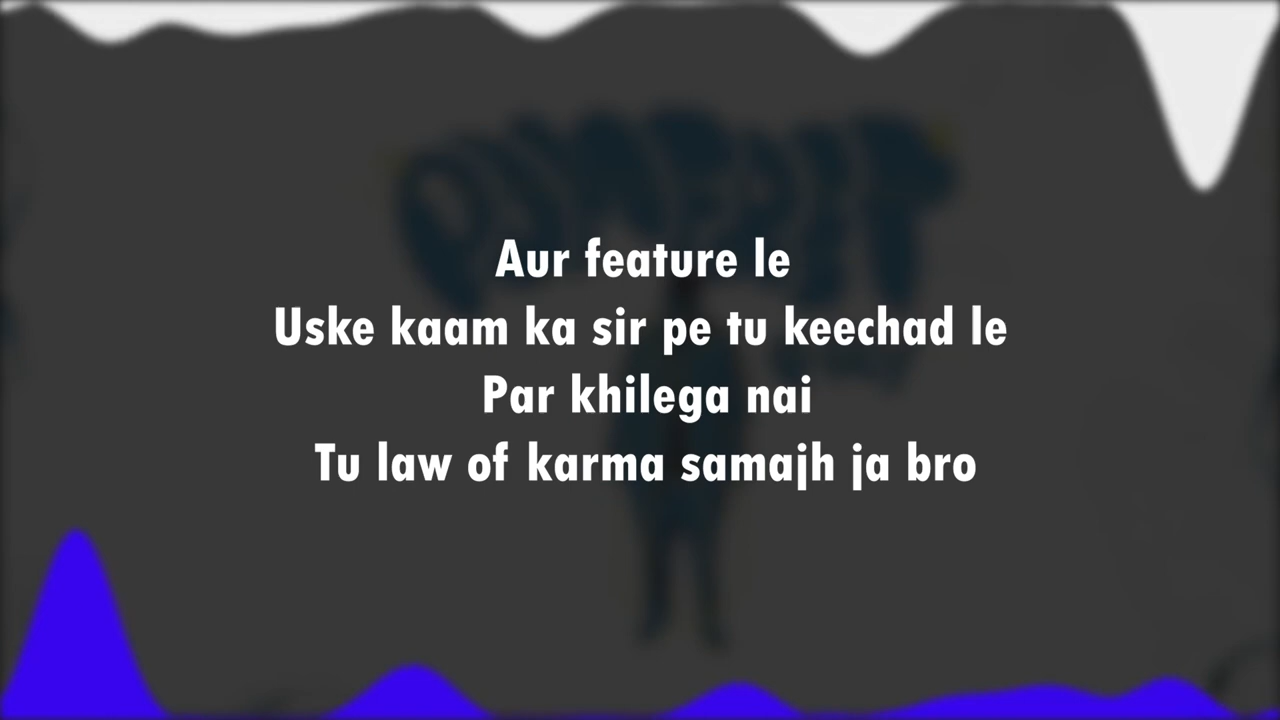 Aur feature le
Uske kaam ka sir pe tu keechad le
Par khilega nai
Tu law of karma samajh ja bro